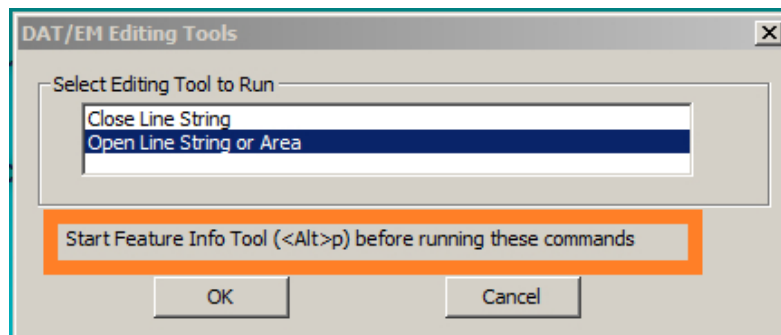 DAT/EM Editing Tools
Select Editing Tool to Run
Close Line String
Open Line String or Area
Start Feature Info Tool (<Alt>p) before running these commands
OK Cancel